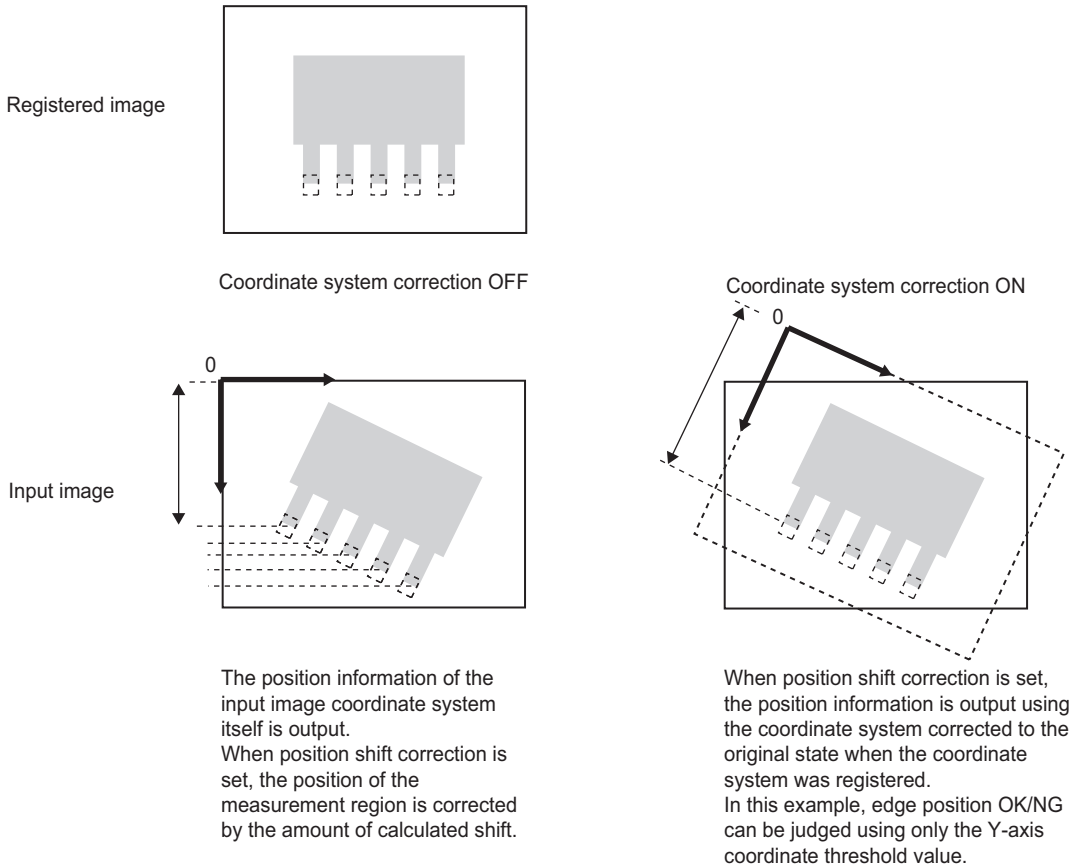 Registered image
Coordinate system correction OFF
Coordinate system correction ON
0
0
Input image
The position information of the
input image coordinate system
itself is output.
When position shift correction is
set, the position of the
measurement region is corrected
by the amount of calculated shift.
When position shift correction is set,
the position information is output using
the coordinate system corrected to the
original state when the coordinate
system was registered.
In this example, edge position OK/NG
can be judged using only the Y-axis
coordinate threshold value.